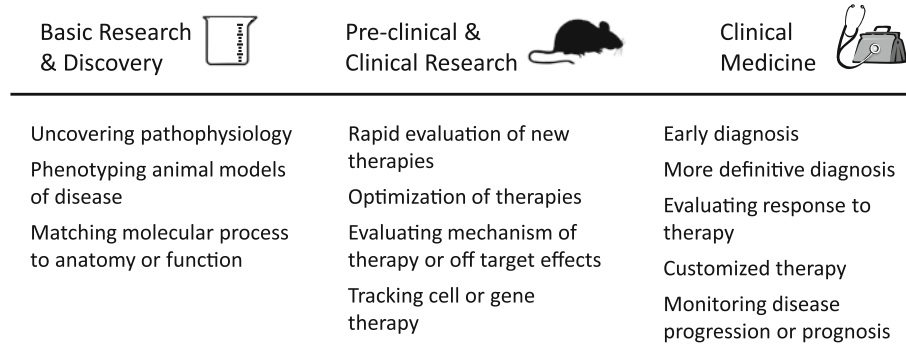 Basic Research
& Discovery
Pre-clinical &
Clinical Research
Clinical
Medicine
Uncovering pathophysiology
Phenotyping animal models
of disease
Matching molecular process
to anatomy or function
Rapid evaluation of new
therapies
Optimization of therapies
Evaluating mechanism of
therapy or off target effects
Tracking cell or gene
therapy
Early diagnosis
More definitive diagnosis
Evaluating response to
therapy
Customized therapy
Monitoring disease
progression or prognosis